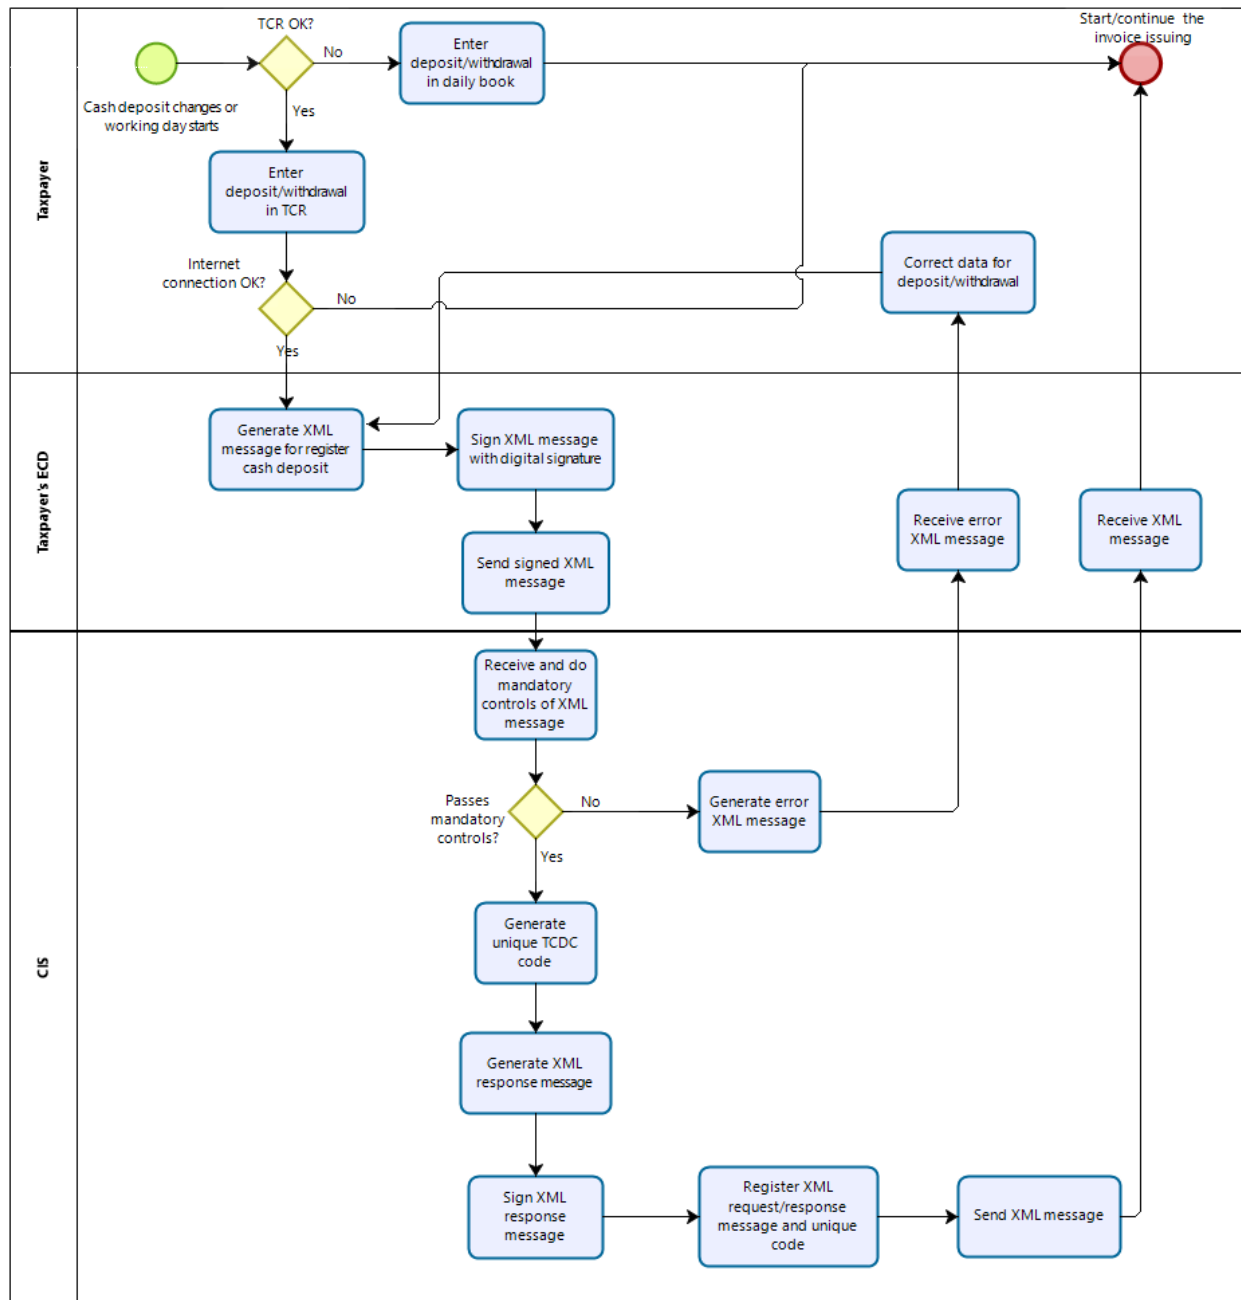 TCR OK?
Start/continue the
invoice issuing
No
Enter
deposit/withdrawal
in daily book
Cash deposit changes or
working day starts
Yes
Taxpayer
Enter
deposit/withdrawal
in TCR
Internet
connection OK?
No
Correct data for
deposit/withdrawal
Yes
Taxpayer's ECD
Generate XML
message for register
cash deposit
Sign XML message
with digital signature
Receive error
XML message
Receive XML
message
Send signed XML
message
CIS
Receive and do
mandatory
controls of XML
message
Passes
mandatory
controls?
No
Generate error
XML message
Yes
Generate
unique TCDC
code
Generate XML
response message
Sign XML
response
message
Register XML
request/response
message and unique
code
Send XML message